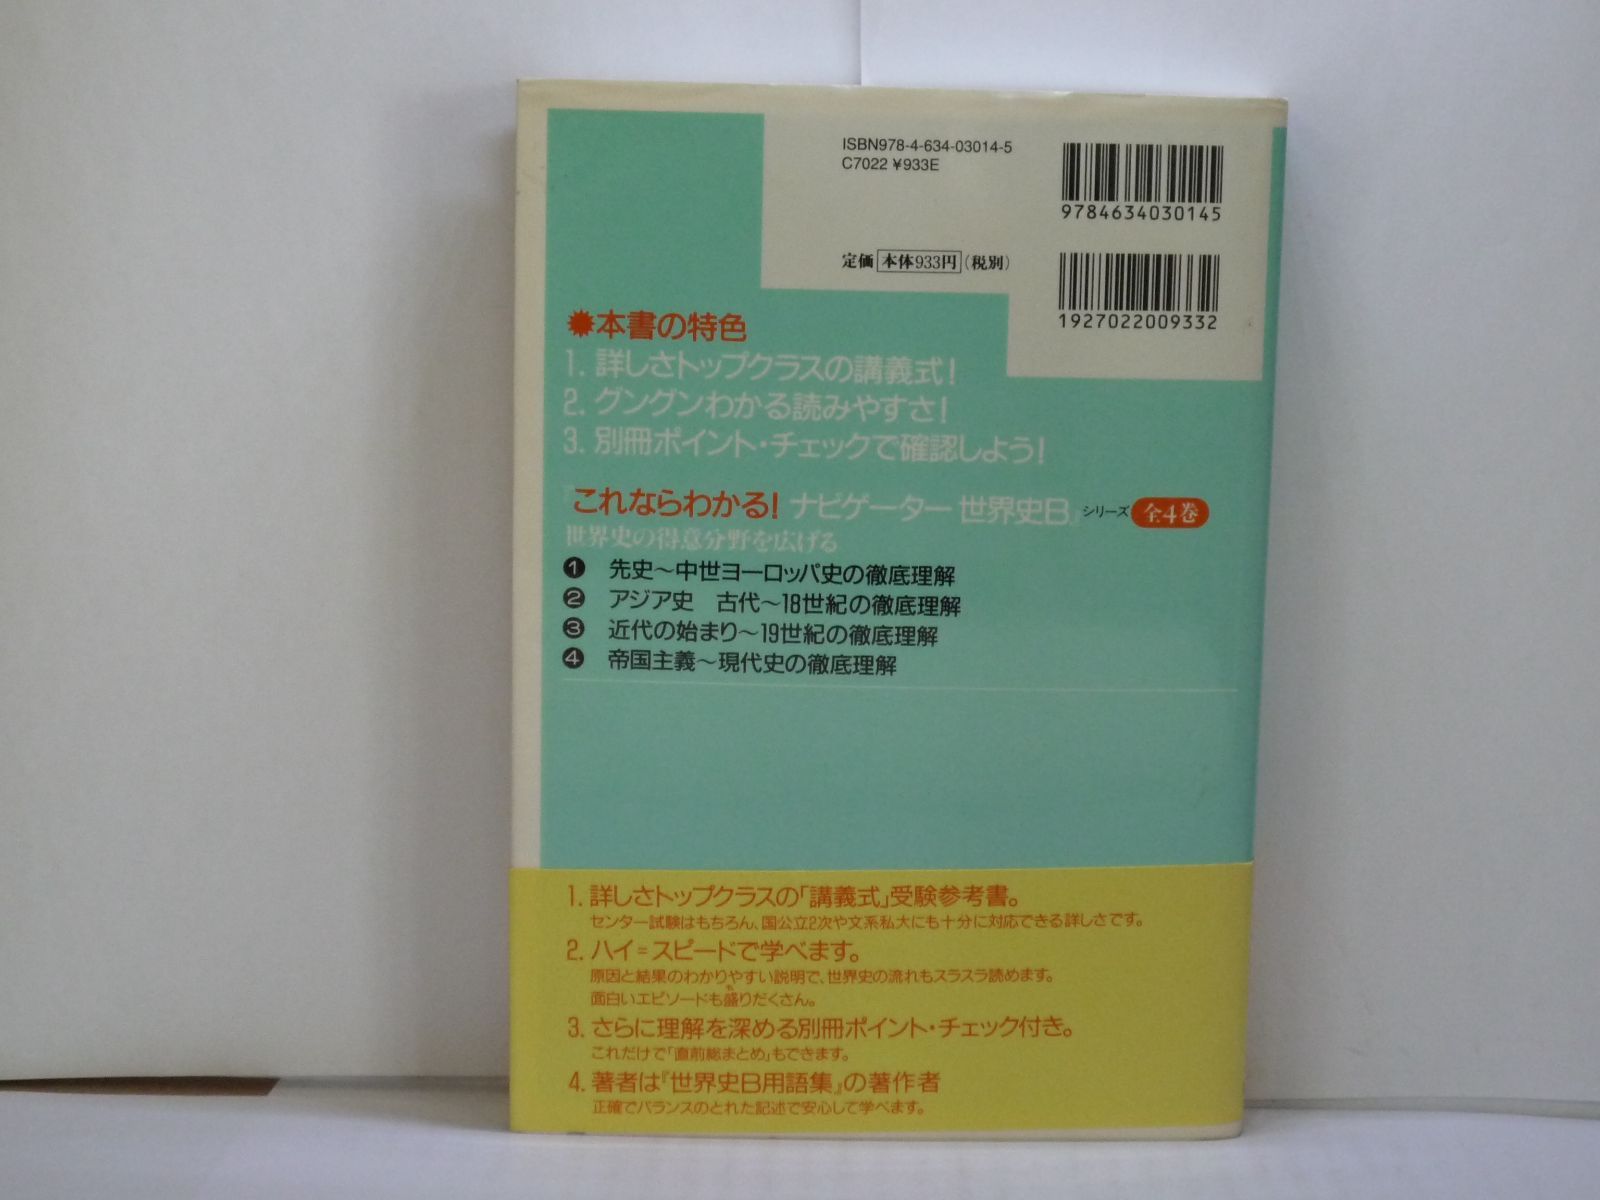 ISBN978-4-634-03014-5
C7022 ¥933E
9784634030145
定価 本体933円(税別)
1927022009332
✹本書の特色
1. 詳しさトップクラスの講義式!
2. グングンわかる読みやすさ!
3. 別冊ポイント・チェックで確認しよう!
『これならわかる! ナビゲーター 世界史B』シリーズ 全4巻
世界史の得意分野を広げる
❶ 先史~中世ヨーロッパ史の徹底理解
❷ アジア史 古代~18世紀の徹底理解
❸ 近代の始まり~19世紀の徹底理解
❹ 帝国主義~現代史の徹底理解
1. 詳しさトップクラスの「講義式」受験参考書。
センター試験はもちろん、国公立2次や文系私大にも十分に対応できる詳しさです。
2. ハイ=スピードで学べます。
原因と結果のわかりやすい説明で、世界史の流れもスラスラ読めます。
面白いエピソードも盛りだくさん。
3. さらに理解を深める別冊ポイント・チェック付き。
これだけで「直前総まとめ」もできます。
4. 著者は『世界史B用語集』の著作者
正確でバランスのとれた記述で安心して学べます。